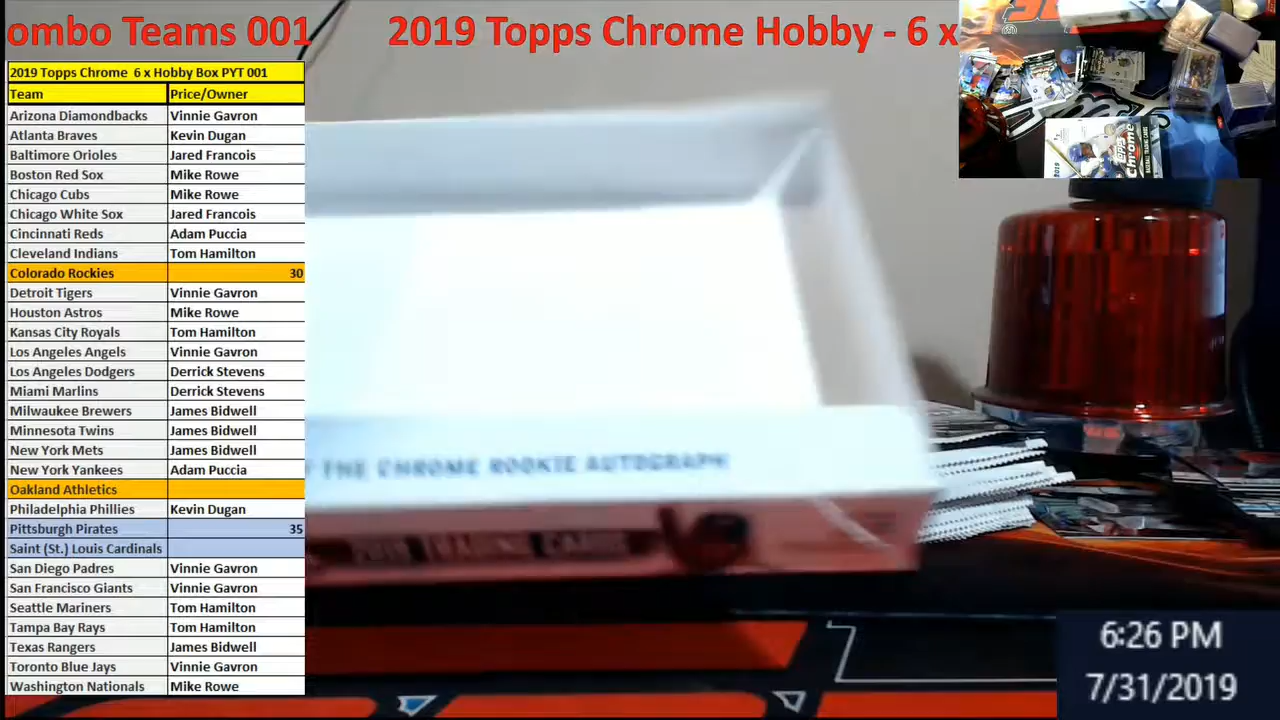 ombo Teams 001 2019 Topps Chrome Hobby - 6 x
2019 Topps Chrome 6 x Hobby Box PYT 001
Team Price/Owner
Arizona Diamondbacks Vinnie Gavron
Atlanta Braves Kevin Dugan
Baltimore Orioles Jared Francois
Boston Red Sox Mike Rowe
Chicago Cubs Mike Rowe
Chicago White Sox Jared Francois
Cincinnati Reds Adam Puccia
Cleveland Indians Tom Hamilton
Colorado Rockies 30
Detroit Tigers Vinnie Gavron
Houston Astros Mike Rowe
Kansas City Royals Tom Hamilton
Los Angeles Angels Vinnie Gavron
Los Angeles Dodgers Derrick Stevens
Miami Marlins Derrick Stevens
Milwaukee Brewers James Bidwell
Minnesota Twins James Bidwell
New York Mets James Bidwell
New York Yankees Adam Puccia
Oakland Athletics
Philadelphia Phillies Kevin Dugan
Pittsburgh Pirates 35
Saint (St.) Louis Cardinals
San Diego Padres Vinnie Gavron
San Francisco Giants Vinnie Gavron
Seattle Mariners Tom Hamilton
Tampa Bay Rays Tom Hamilton
Texas Rangers James Bidwell
Toronto Blue Jays Vinnie Gavron
Washington Nationals Mike Rowe
THE CHROME ROOKIE AUTOGRAPH
2019 TRADING CARDS
Topps Chrome
6:26 PM
7/31/2019